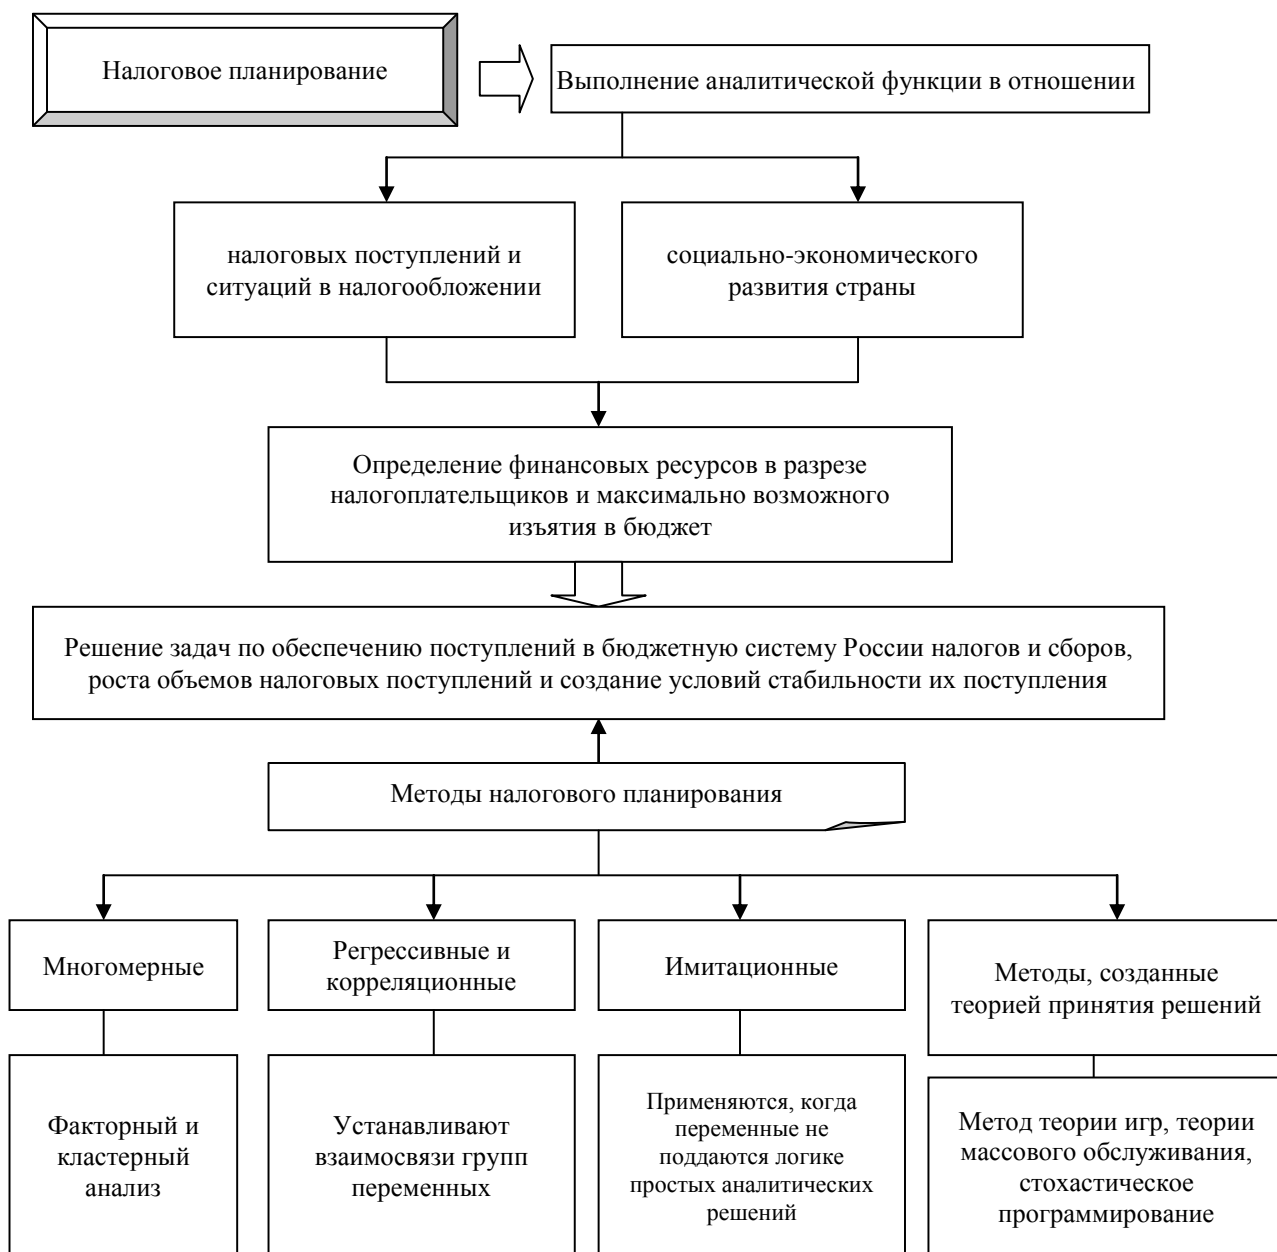 Налоговое планирование
Выполнение аналитической функции в отношении
налоговых поступлений и
ситуаций в налогообложении
социально-экономического
развития страны
Определение финансовых ресурсов в разрезе
налогоплательщиков и максимально возможного
изъятия в бюджет
Решение задач по обеспечению поступлений в бюджетную систему России налогов и сборов,
роста объемов налоговых поступлений и создание условий стабильности их поступления
Методы налогового планирования
Многомерные
Регрессивные и
корреляционные
Имитационные
Методы, созданные
теорией принятия решений
Факторный и
кластерный
анализ
Устанавливают
взаимосвязи групп
переменных
Применяются, когда
переменные не
поддаются логике
простых аналитических
решений
Метод теории игр, теории
массового обслуживания,
стохастическое
программирование